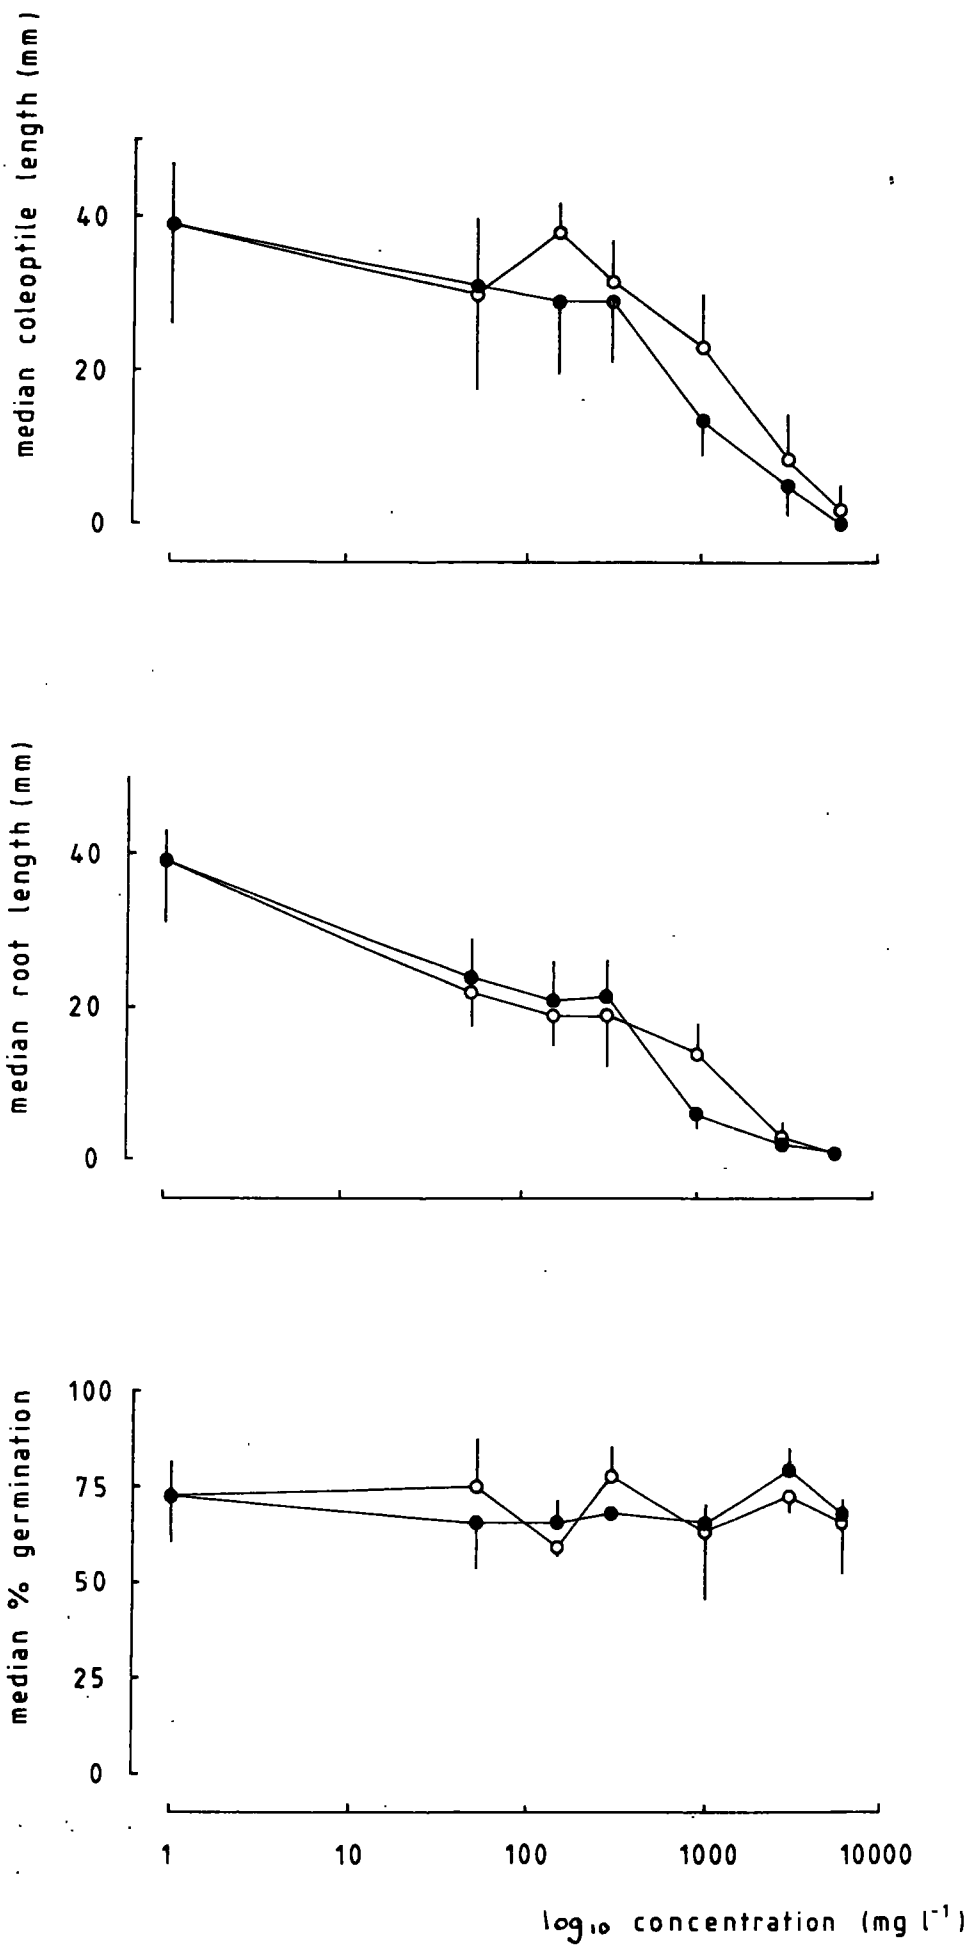 median coleoptile length (mm)
40
20
0
median root length (mm)
40
20
0
median % germination
100
75
50
25
0
1 10 100 1000 10000
log₁₀ concentration (mg l⁻¹)